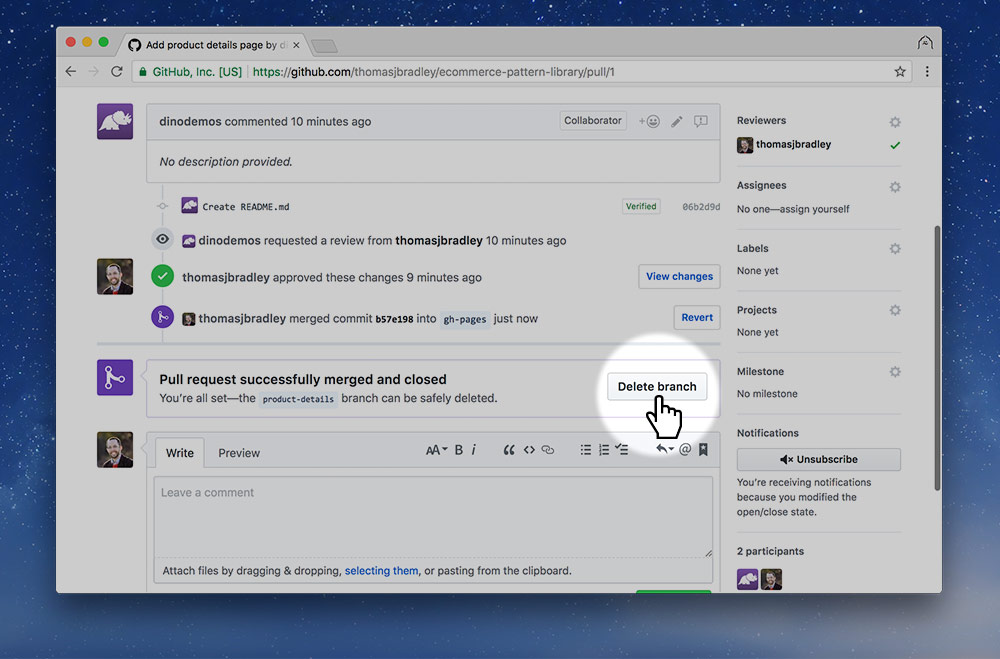 Add product details page by d
GitHub, Inc. [US] https://github.com/thomasjbradley/ecommerce-pattern-library/pull/1
dinodemos commented 10 minutes ago
Collaborator
No description provided.
Create README.md
Verified
06b2d9d
dinodemos requested a review from thomasjbradley 10 minutes ago
thomasjbradley approved these changes 9 minutes ago
View changes
thomasjbradley merged commit b57e198 into gh-pages just now
Revert
Pull request successfully merged and closed
You’re all set—the product-details branch can be safely deleted.
Delete branch
Write
Preview
AA B i
Leave a comment
Attach files by dragging & dropping, selecting them, or pasting from the clipboard.
Reviewers
thomasjbradley
Assignees
No one—assign yourself
Labels
None yet
Projects
None yet
Milestone
No milestone
Notifications
Unsubscribe
You’re receiving notifications
because you modified the
open/close state.
2 participants